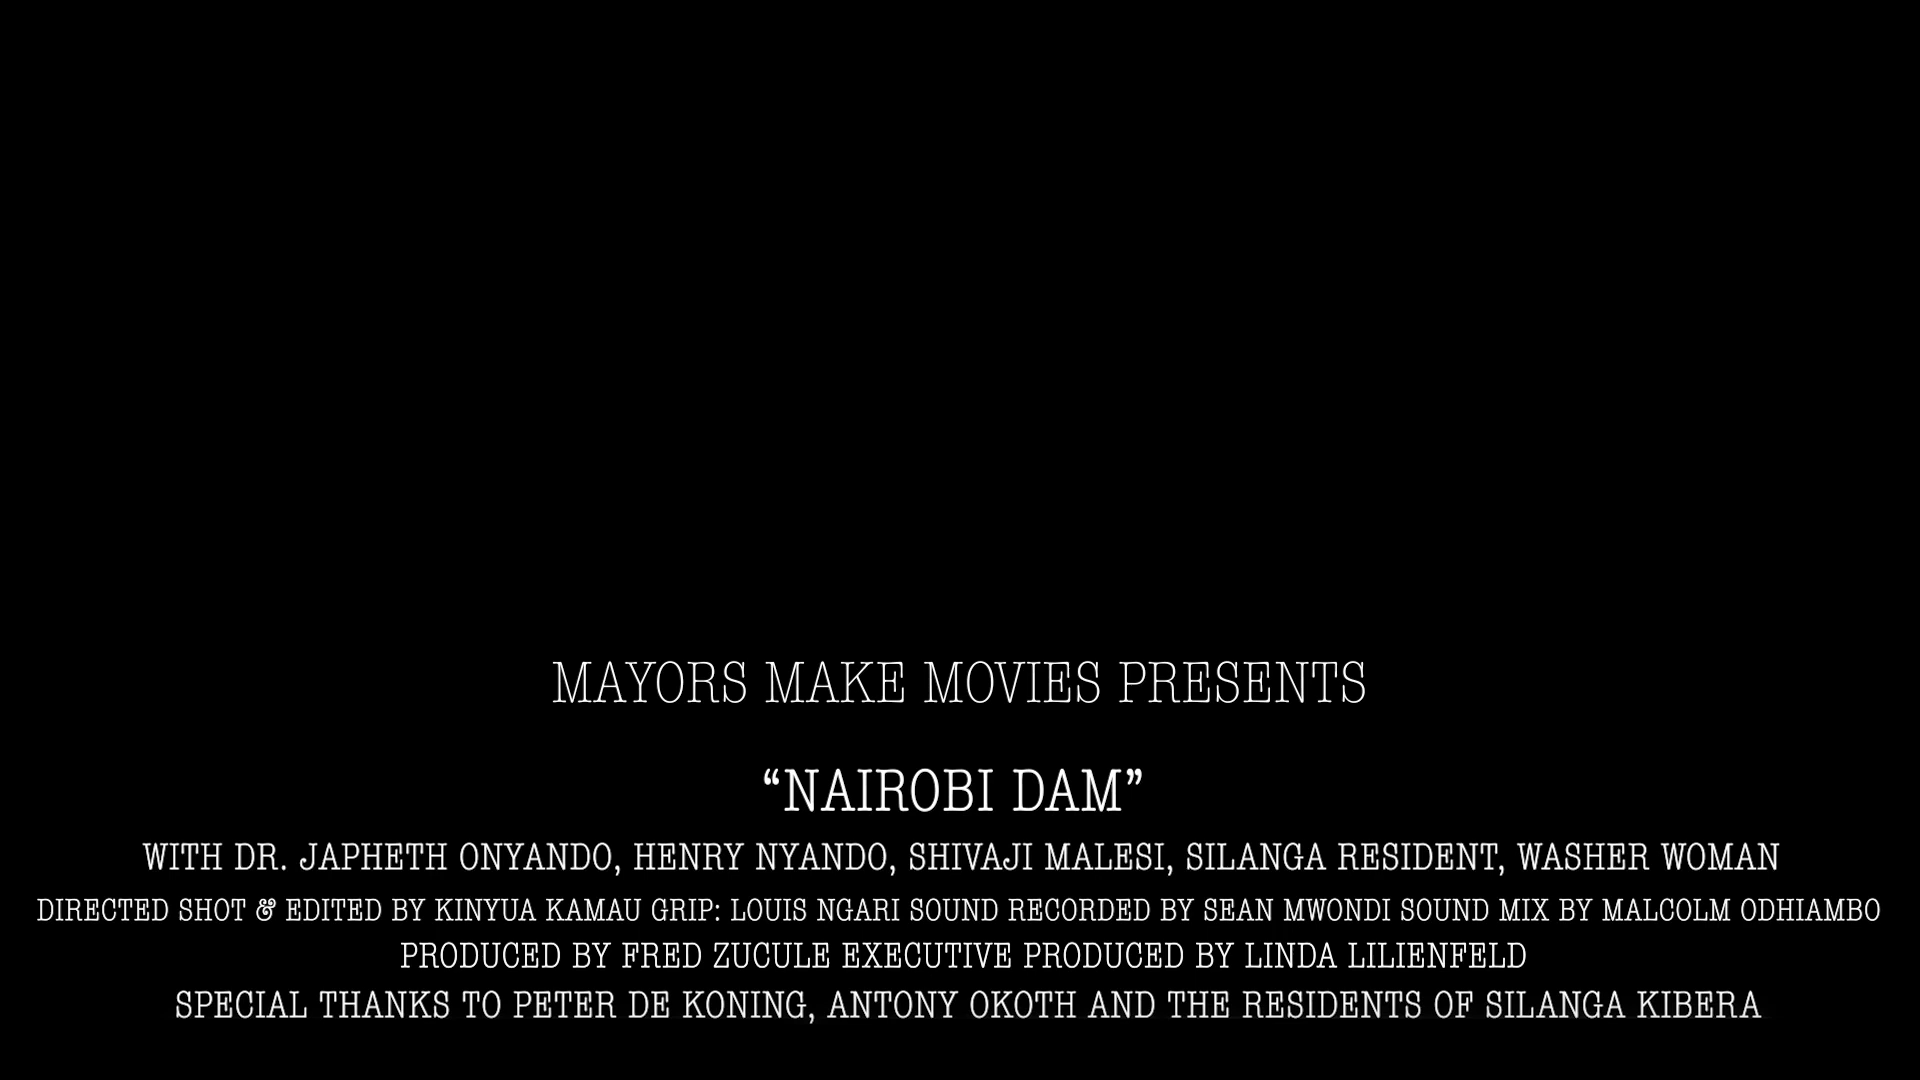 MAYORS MAKE MOVIES PRESENTS
“NAIROBI DAM”
WITH DR. JAPHETH ONYANDO, HENRY NYANDO, SHIVAJI MALESI, SILANGA RESIDENT, WASHER WOMAN
DIRECTED SHOT & EDITED BY KINYUA KAMAU GRIP: LOUIS NGARI SOUND RECORDED BY SEAN MWONDI SOUND MIX BY MALCOLM ODHIAMBO
PRODUCED BY FRED ZUCULE EXECUTIVE PRODUCED BY LINDA LILIENFELD
SPECIAL THANKS TO PETER DE KONING, ANTONY OKOTH AND THE RESIDENTS OF SILANGA KIBERA